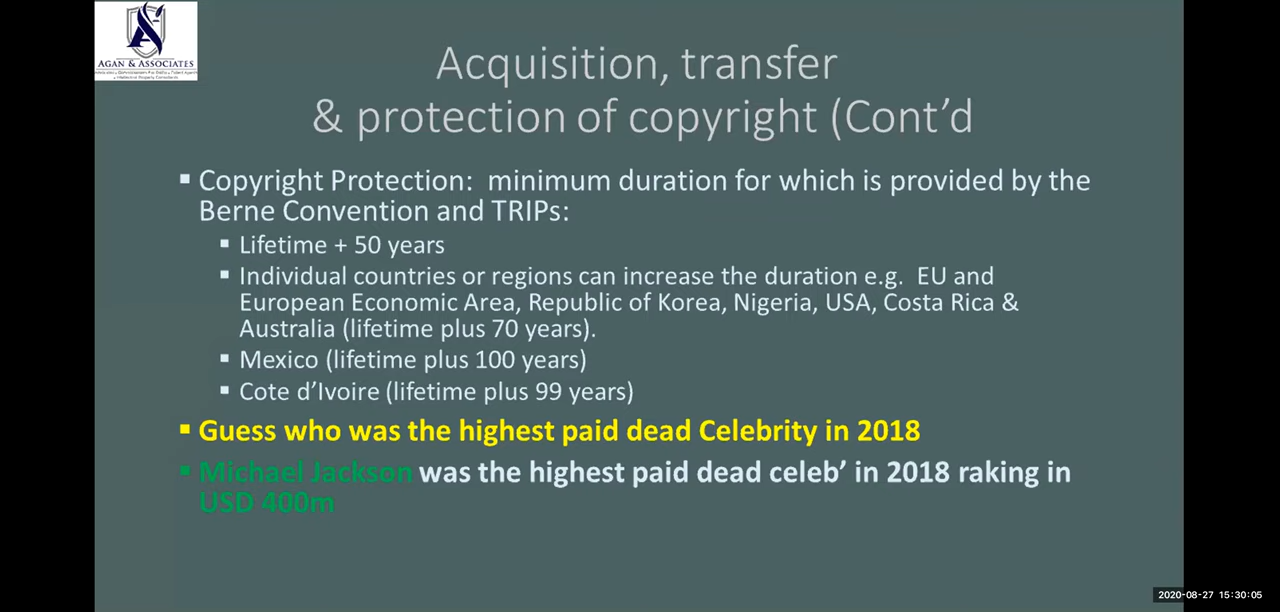 AGAN & ASSOCIATES
Acquisition, transfer
& protection of copyright (Cont’d
▪ Copyright Protection: minimum duration for which is provided by the
Berne Convention and TRIPs:
▪ Lifetime + 50 years
▪ Individual countries or regions can increase the duration e.g. EU and
European Economic Area, Republic of Korea, Nigeria, USA, Costa Rica &
Australia (lifetime plus 70 years).
▪ Mexico (lifetime plus 100 years)
▪ Cote d’Ivoire (lifetime plus 99 years)
▪ Guess who was the highest paid dead Celebrity in 2018
▪ Michael Jackson was the highest paid dead celeb’ in 2018 raking in
USD 400m
2020-08-27 15:30:05